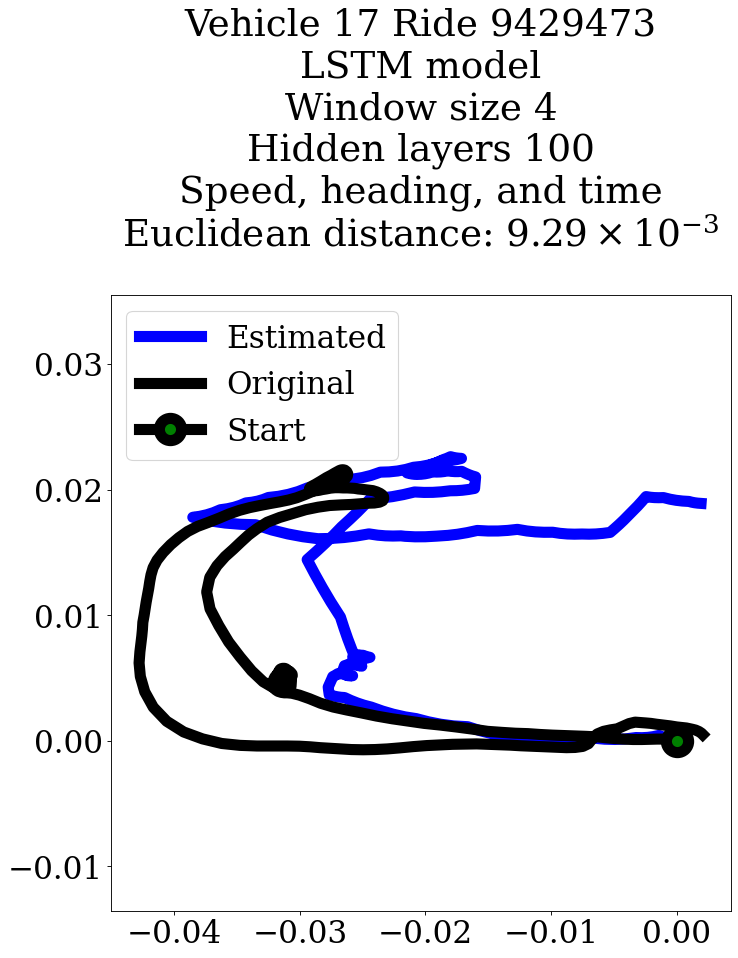 Vehicle 17 Ride 9429473
LSTM model
Window size 4
Hidden layers 100
Speed, heading, and time
Euclidean distance: 9.29 × 10⁻³
Estimated
Original
Start
0.03
0.02
0.01
0.00
−0.01
−0.04 −0.03 −0.02 −0.01 0.00